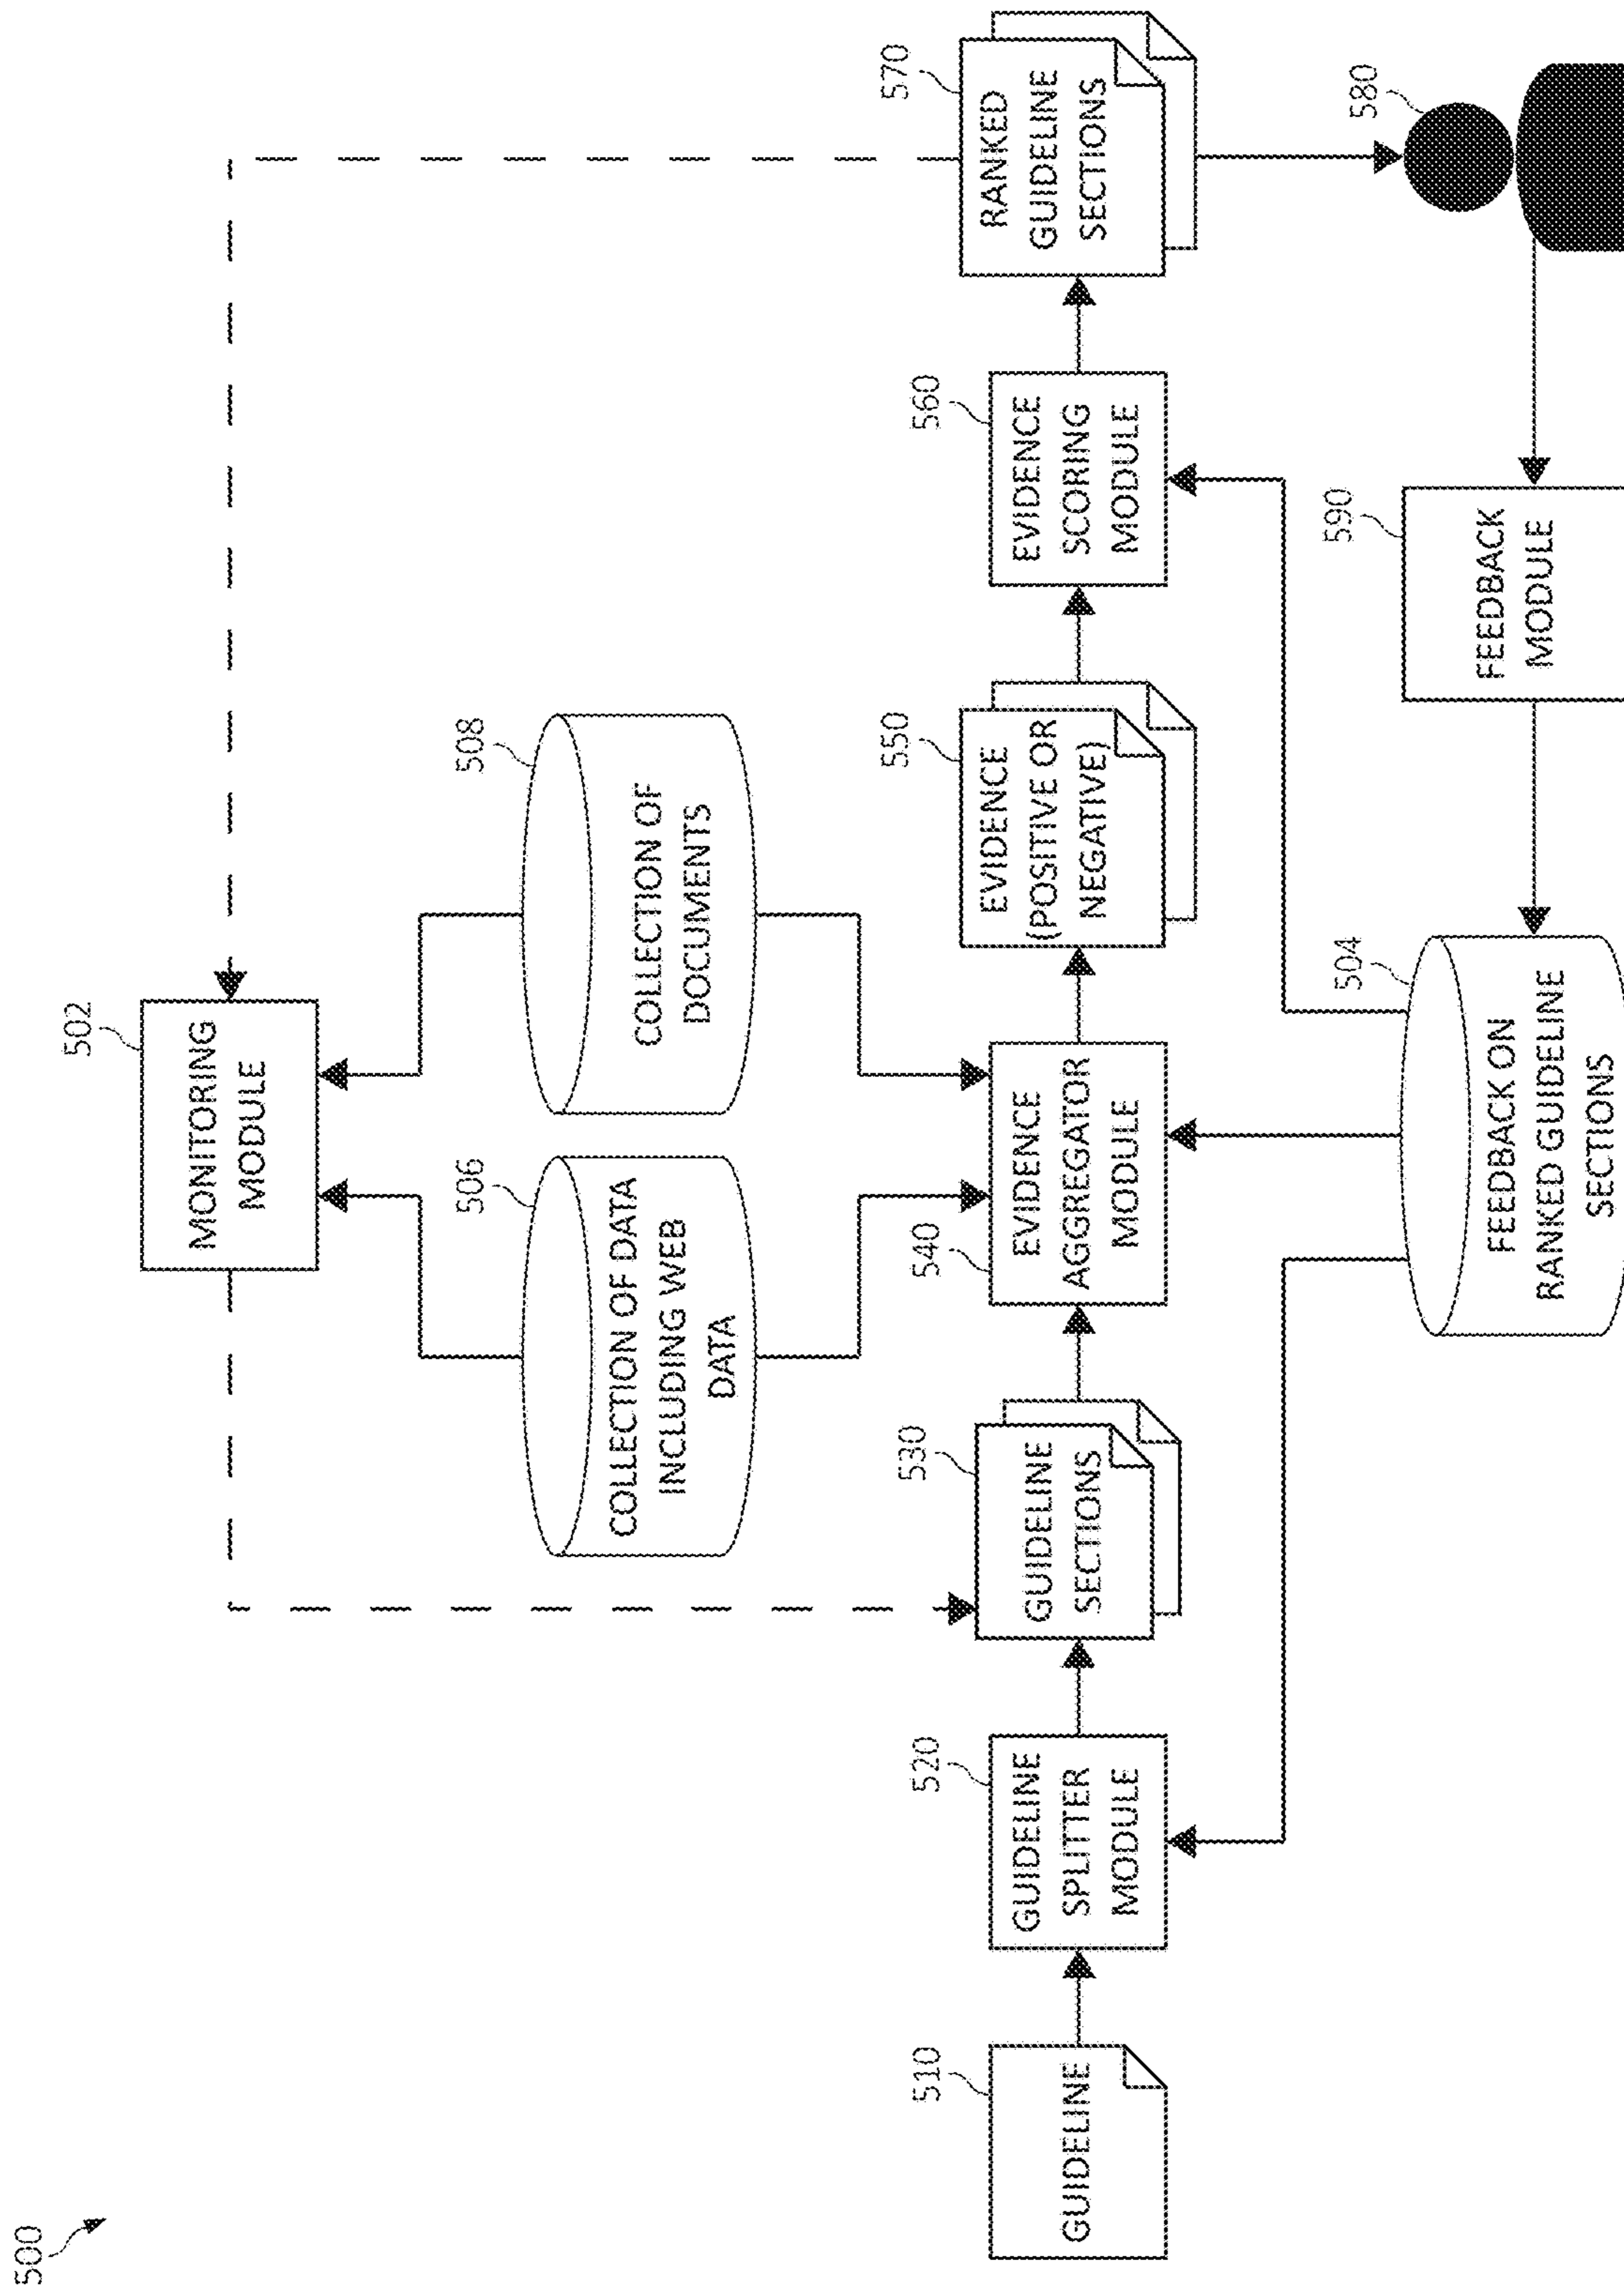 500
502
MONITORING
MODULE
506
COLLECTION OF DATA
INCLUDING WEB
DATA
508
COLLECTION OF
DOCUMENTS
510
GUIDELINE
520
GUIDELINE
SPLITTER
MODULE
530
GUIDELINE
SECTIONS
540
EVIDENCE
AGGREGATOR
MODULE
550
EVIDENCE
(POSITIVE OR
NEGATIVE)
560
EVIDENCE
SCORING
MODULE
570
RANKED
GUIDELINE
SECTIONS
504
FEEDBACK ON
RANKED GUIDELINE
SECTIONS
590
FEEDBACK
MODULE
580